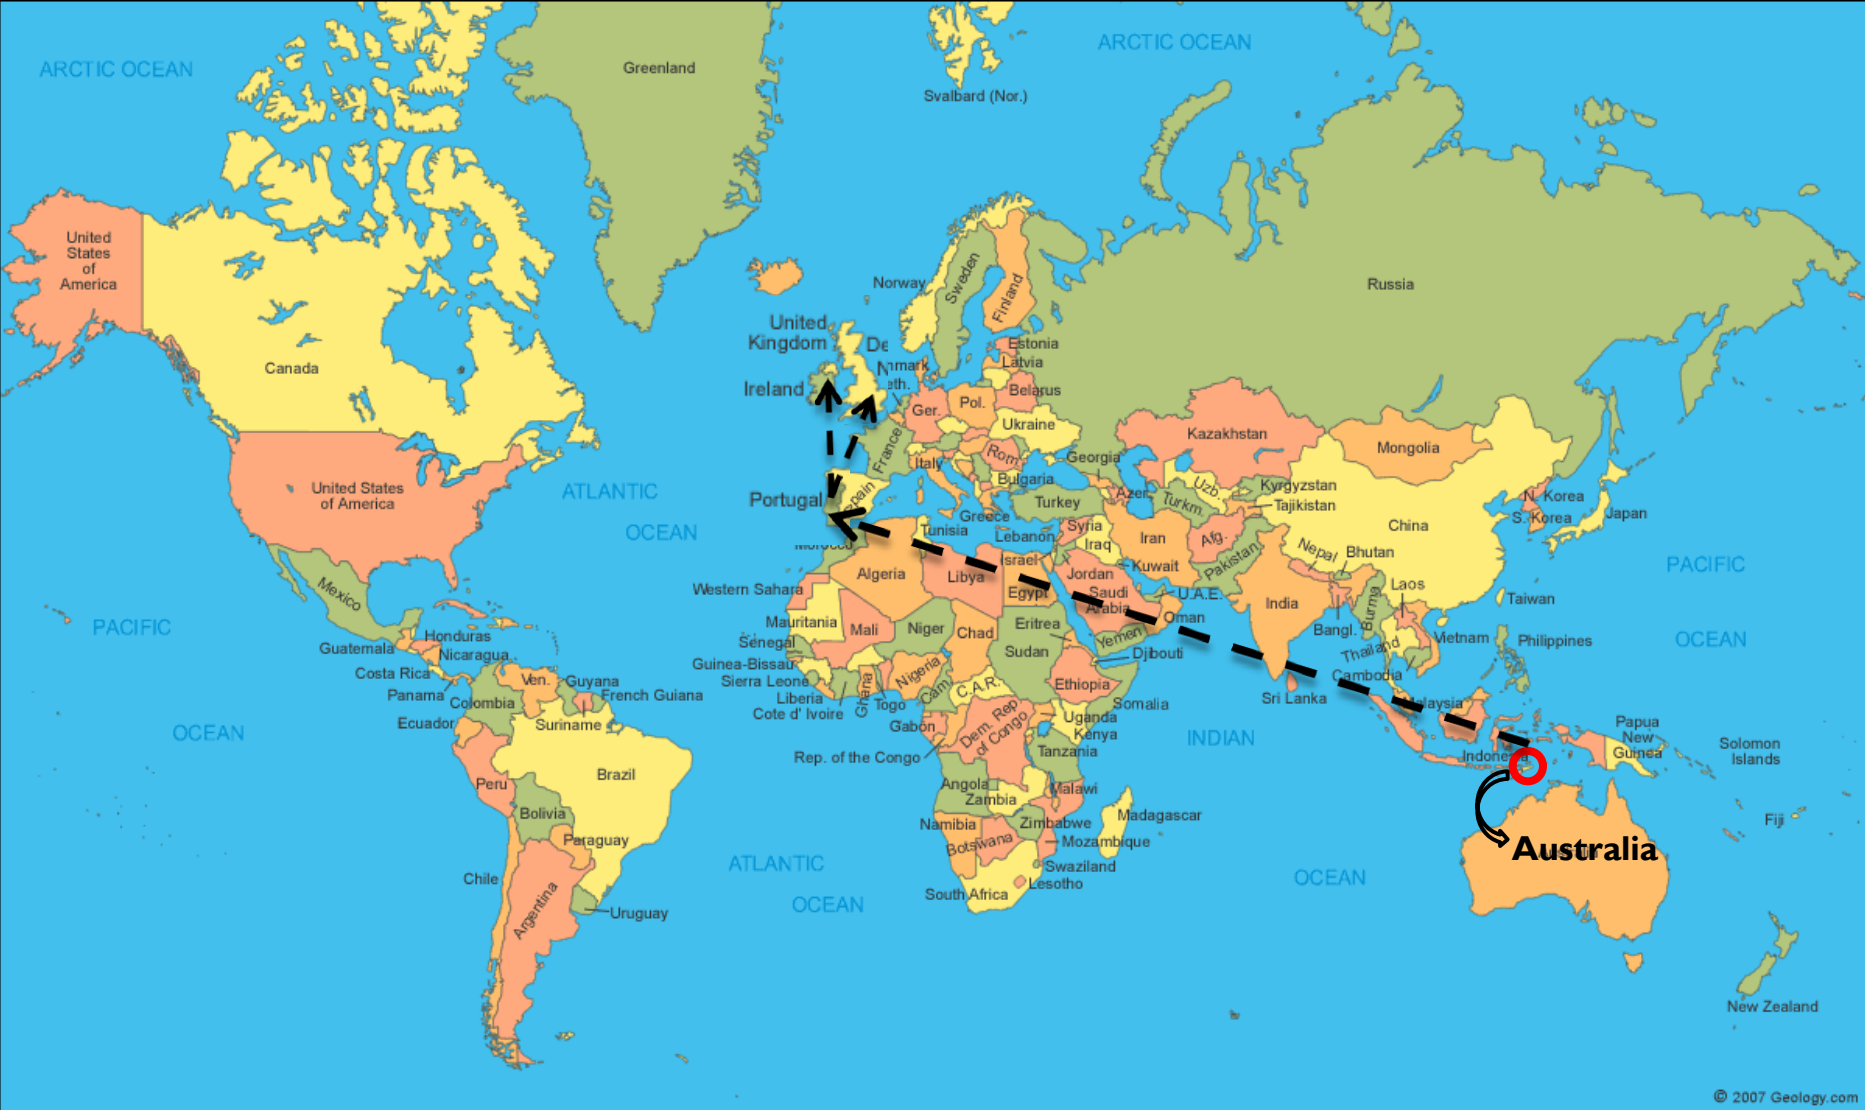 ARCTIC OCEAN
ARCTIC OCEAN
Greenland
Svalbard (Nor.)
United
States
of
America
Canada
Russia
Norway
Sweden
Finland
United
Kingdom
De
nmark
N
eth.
Estonia
Latvia
Belarus
Ireland
Ger.
Pol.
Ukraine
France
Kazakhstan
Mongolia
Italy
Rom.
Georgia
Bulgaria
United States
of America
ATLANTIC
OCEAN
Portugal
Spain
Greece
Turkey
Azer.
Uzb.
Turkm.
Kyrgyzstan
Tajikistan
N. Korea
S. Korea
Japan
China
Morocco
Tunisia
Lebanon
Syria
Israel
Iraq
Iran
Afg.
Pakistan
Nepal
Bhutan
PACIFIC
OCEAN
Algeria
Libya
Egypt
Jordan
Kuwait
Saudi
Arabia
U.A.E.
Oman
India
Bangl.
Burma
Laos
Taiwan
Western Sahara
Mexico
PACIFIC
OCEAN
Mauritania
Mali
Niger
Chad
Eritrea
Sudan
Yemen
Djibouti
Thailand
Vietnam
Philippines
Cambodia
Honduras
Guatemala
Nicaragua
Costa Rica
Panama
Senegal
Guinea-Bissau
Sierra Leone
Liberia
Cote d' Ivoire
Ghana
Togo
Nigeria
Cam.
C.A.R.
Ethiopia
Somalia
Sri Lanka
Malaysia
Ven.
Guyana
French Guiana
Colombia
Suriname
Ecuador
Gabon
Rep. of the Congo
Dem. Rep.
of Congo
Uganda
Kenya
Tanzania
INDIAN
OCEAN
Indonesia
Papua
New
Guinea
Solomon
Islands
Peru
Brazil
Bolivia
Paraguay
Angola
Zambia
Malawi
Namibia
Zimbabwe
Madagascar
Botswana
Mozambique
Fiji
Australia
Chile
Argentina
Uruguay
ATLANTIC
OCEAN
Swaziland
Lesotho
South Africa
New Zealand
© 2007 Geology.com